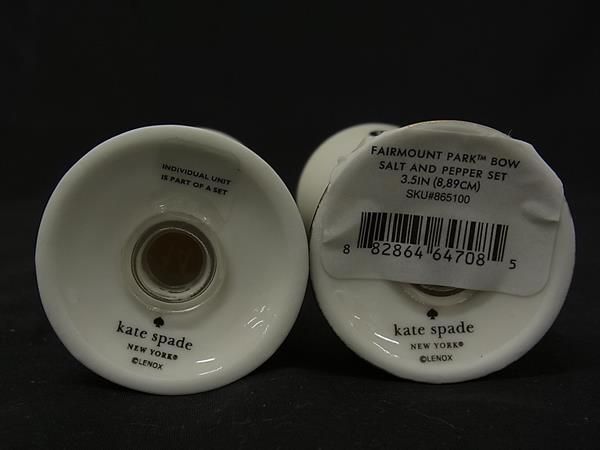 INDIVIDUAL UNIT
IS PART OF A SET
kate spade
NEW YORK®
©LENOX
FAIRMOUNT PARK™ BOW
SALT AND PEPPER SET
3.5IN (8,89CM)
SKU#865100
8 82864 64708 5
kate spade
NEW YORK®
©LENOX